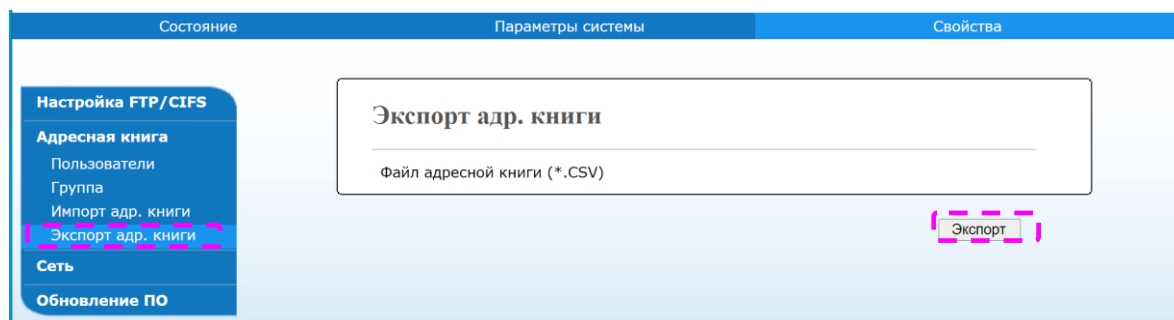 Состояние
Параметры системы
Свойства
Настройка FTP/CIFS
Адресная книга
Пользователи
Группа
Импорт адр. книги
Экспорт адр. книги
Сеть
Обновление ПО
Экспорт адр. книги
Файл адресной книги (*.CSV)
Экспорт